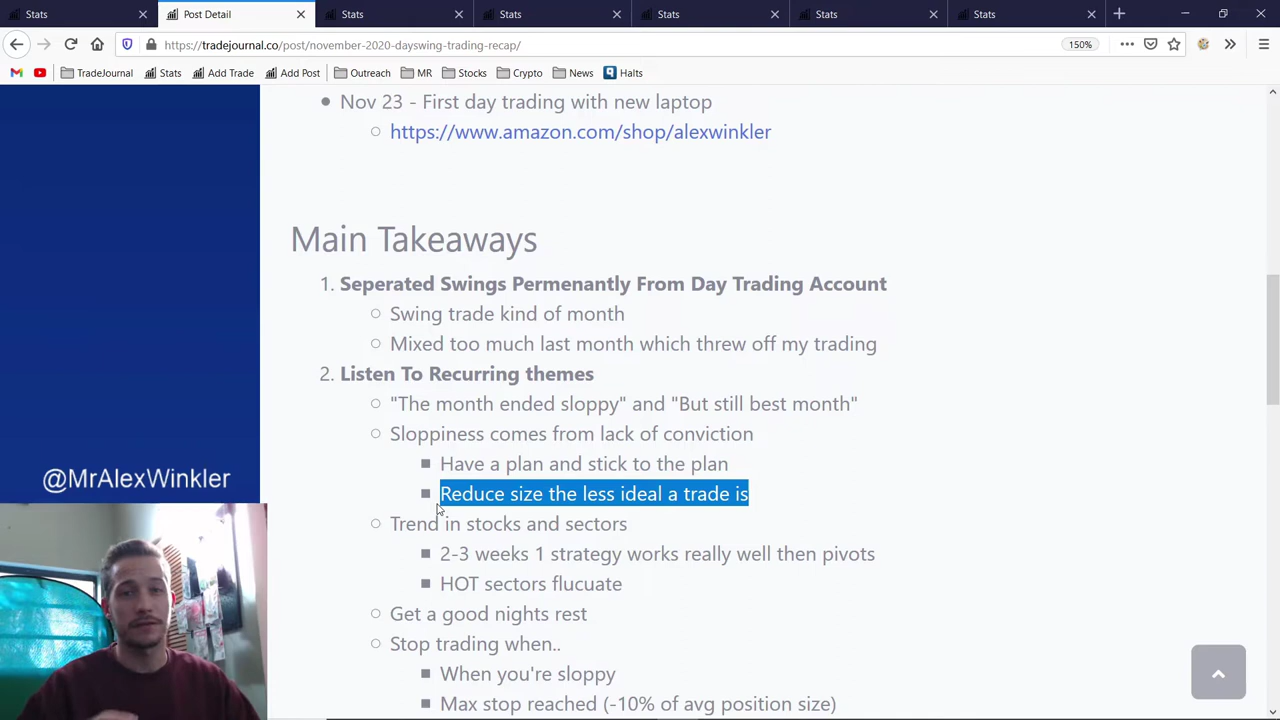 Stats
Post Detail
Stats
Stats
Stats
Stats
Stats
https://tradejournal.co/post/november-2020-dayswing-trading-recap/
150%
TradeJournal
Stats
Add Trade
Add Post
Outreach
MR
Stocks
Crypto
News
Halts
Nov 23 - First day trading with new laptop
https://www.amazon.com/shop/alexwinkler
Main Takeaways
1. Seperated Swings Permenantly From Day Trading Account
Swing trade kind of month
Mixed too much last month which threw off my trading
2. Listen To Recurring themes
"The month ended sloppy" and "But still best month"
Sloppiness comes from lack of conviction
Have a plan and stick to the plan
Reduce size the less ideal a trade is
Trend in stocks and sectors
2-3 weeks 1 strategy works really well then pivots
HOT sectors flucuate
Get a good nights rest
Stop trading when..
When you're sloppy
Max stop reached (-10% of avg position size)
@MrAlexWinkler